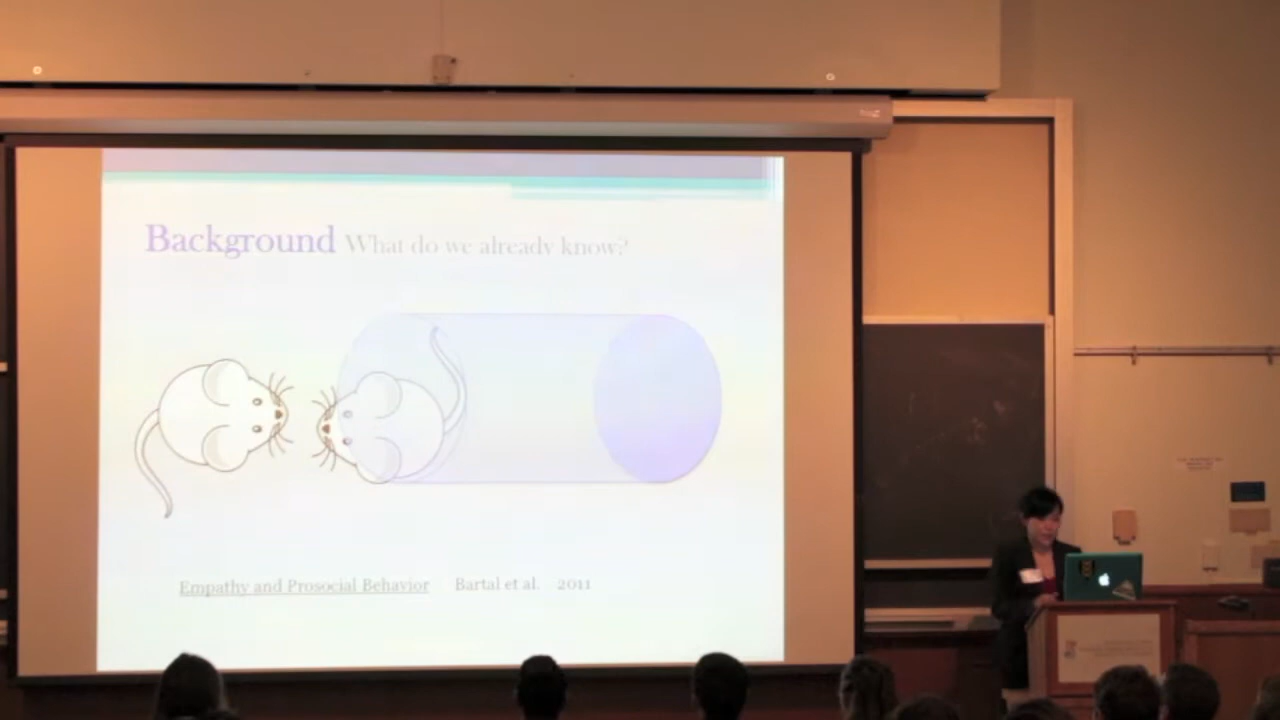 Background What do we already know?
Empathy and Prosocial Behavior Bartal et al. 2011